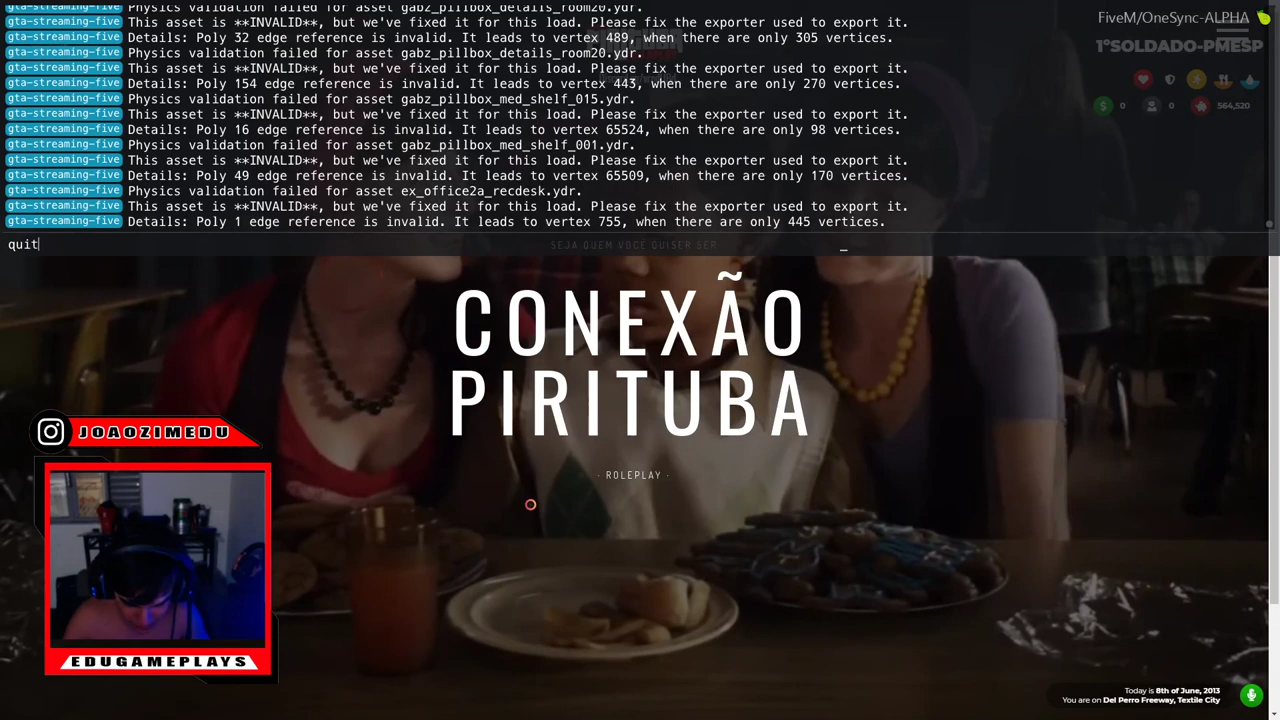 gta-streaming-five Physics validation failed for asset gabz_pillbox_details_room20.ydr.
gta-streaming-five This asset is **INVALID**, but we've fixed it for this load. Please fix the exporter used to export it.
gta-streaming-five Details: Poly 32 edge reference is invalid. It leads to vertex 489, when there are only 305 vertices.
gta-streaming-five Physics validation failed for asset gabz_pillbox_details_room20.ydr.
gta-streaming-five This asset is **INVALID**, but we've fixed it for this load. Please fix the exporter used to export it.
gta-streaming-five Details: Poly 154 edge reference is invalid. It leads to vertex 443, when there are only 270 vertices.
gta-streaming-five Physics validation failed for asset gabz_pillbox_med_shelf_015.ydr.
gta-streaming-five This asset is **INVALID**, but we've fixed it for this load. Please fix the exporter used to export it.
gta-streaming-five Details: Poly 16 edge reference is invalid. It leads to vertex 65524, when there are only 98 vertices.
gta-streaming-five Physics validation failed for asset gabz_pillbox_med_shelf_001.ydr.
gta-streaming-five This asset is **INVALID**, but we've fixed it for this load. Please fix the exporter used to export it.
gta-streaming-five Details: Poly 49 edge reference is invalid. It leads to vertex 65509, when there are only 170 vertices.
gta-streaming-five Physics validation failed for asset ex_office2a_recdesk.ydr.
gta-streaming-five This asset is **INVALID**, but we've fixed it for this load. Please fix the exporter used to export it.
gta-streaming-five Details: Poly 1 edge reference is invalid. It leads to vertex 755, when there are only 445 vertices.
FiveM/OneSync-ALPHA
1ºSOLDADO-PMESP
0 0 564,520
quit
_
SEJA QUEM VOCÊ QUISER SER
CONEXÃO
PIRITUBA
· ROLEPLAY ·
JOAOZIMEDU
EDUGAMEPLAYS
Today is 8th of June, 2013
You are on Del Perro Freeway, Textile City